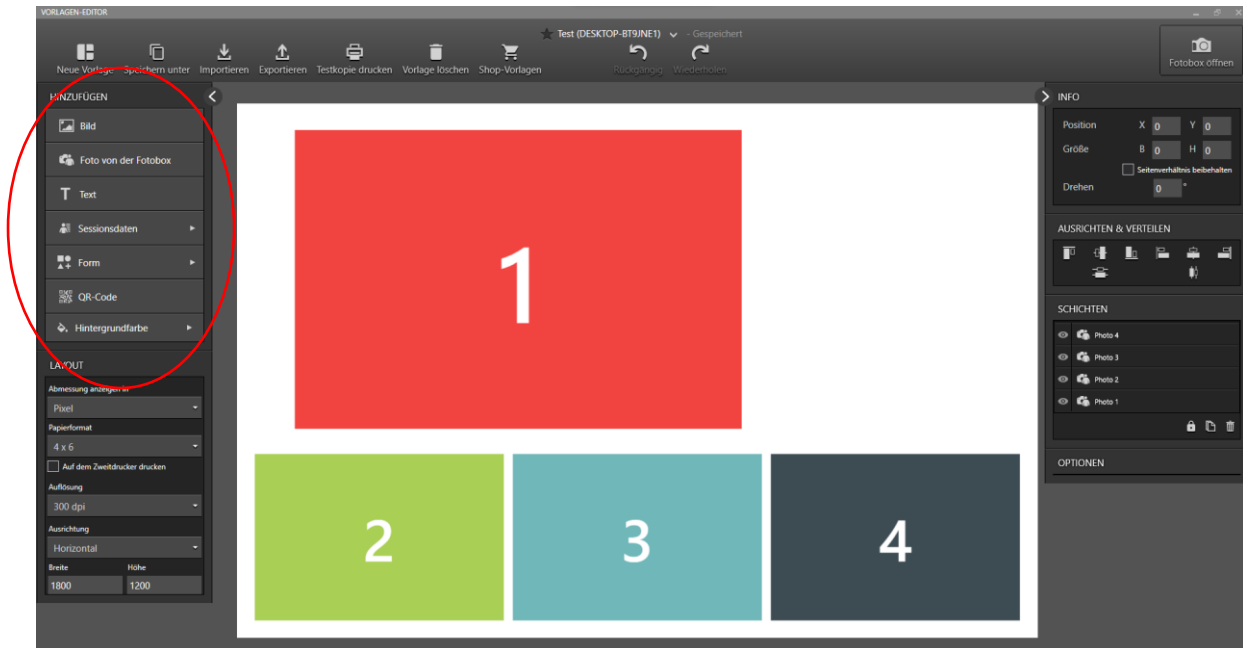 VORLAGEN-EDITOR
Test (DESKTOP-BT9JNE1) - Gespeichert
Neue Vorlage Speichern unter Importieren Exportieren Testkopie drucken Vorlage löschen Shop-Vorlagen Rückgängig Wiederholen
Fotobox öffnen
HINZUFÜGEN
Bild
Foto von der Fotobox
Text
Sessionsdaten
Form
QR-Code
Hintergrundfarbe
LAYOUT
Abmessung anzeigen in
Pixel
Papierformat
4 x 6
Auf dem Zweitdrucker drucken
Auflösung
300 dpi
Ausrichtung
Horizontal
Breite Höhe
1800 1200
1
2 3 4
INFO
Position X 0 Y 0
Größe B 0 H 0
Seitenverhältnis beibehalten
Drehen 0 °
AUSRICHTEN & VERTEILEN
SCHICHTEN
Photo 4
Photo 3
Photo 2
Photo 1
OPTIONEN